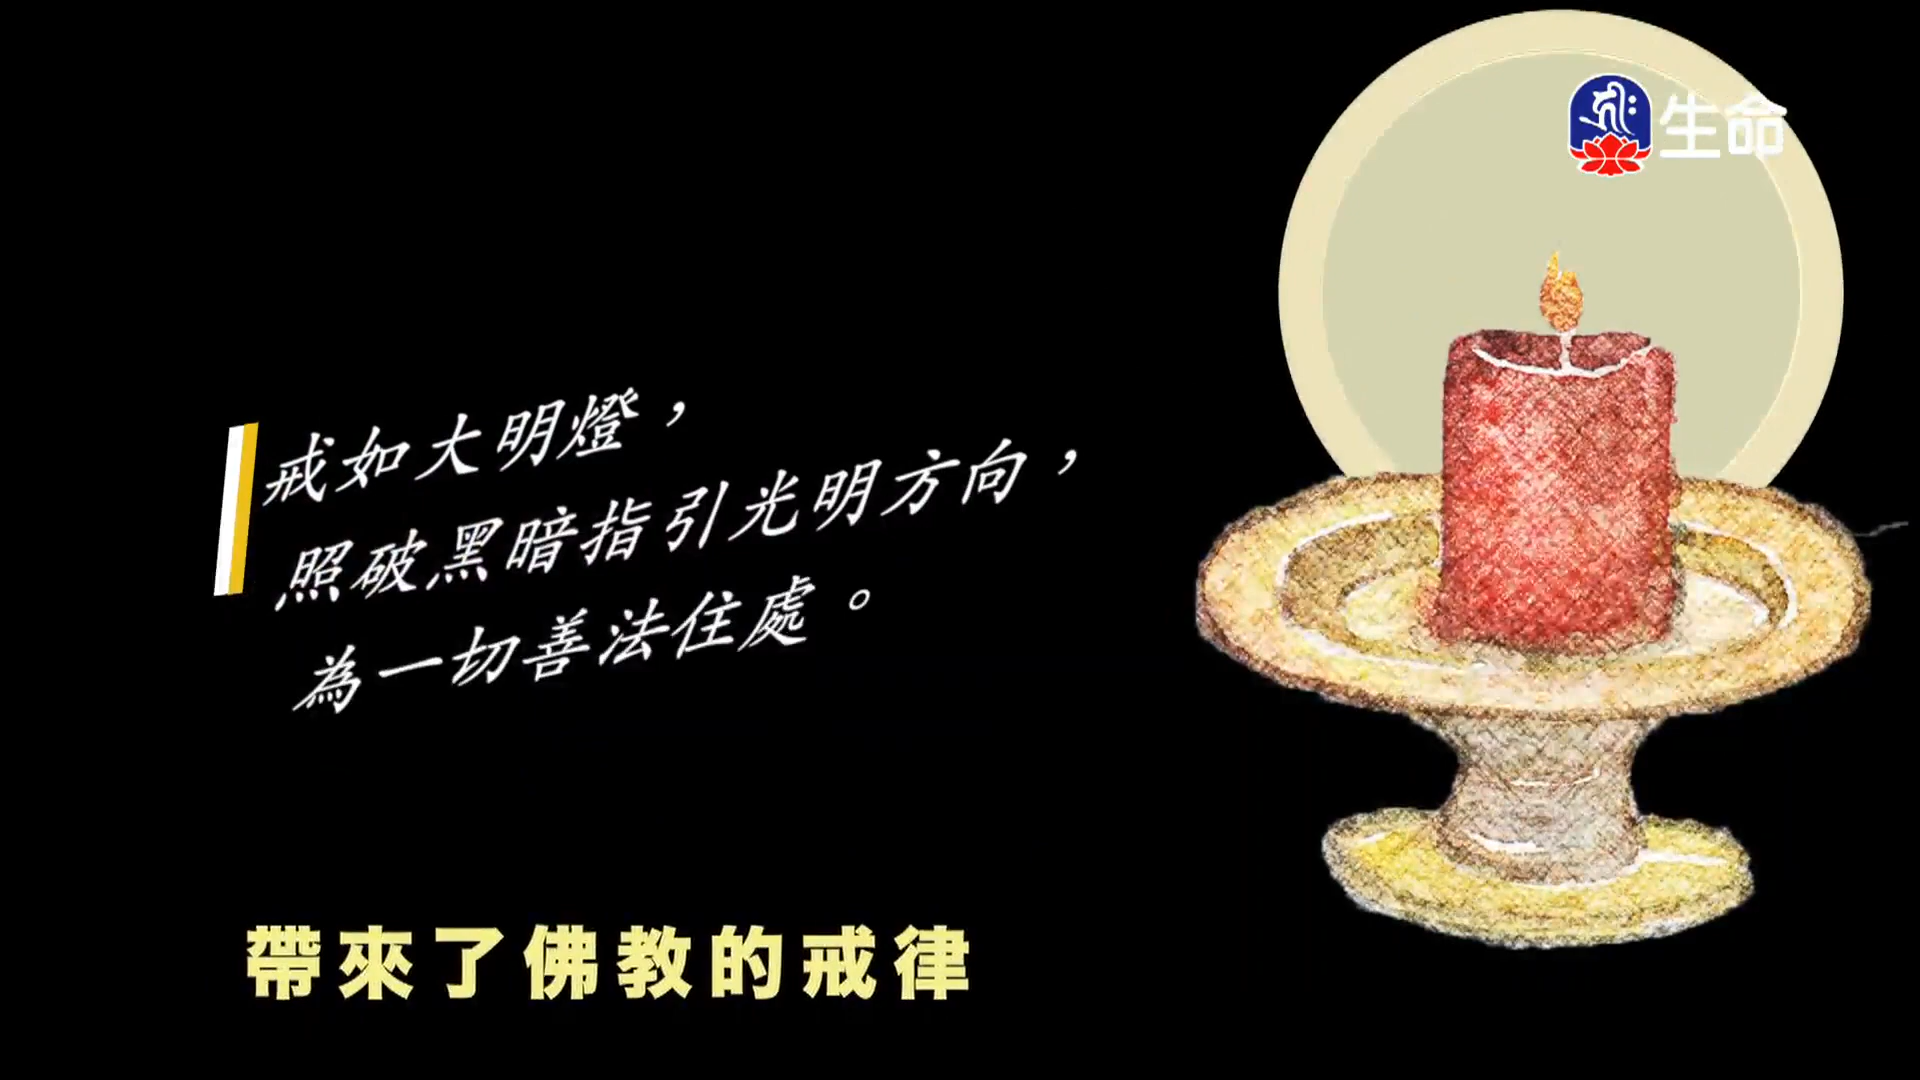 生命
戒如大明燈，
照破黑暗指引光明方向，
為一切善法住處。
帶來了佛教的戒律